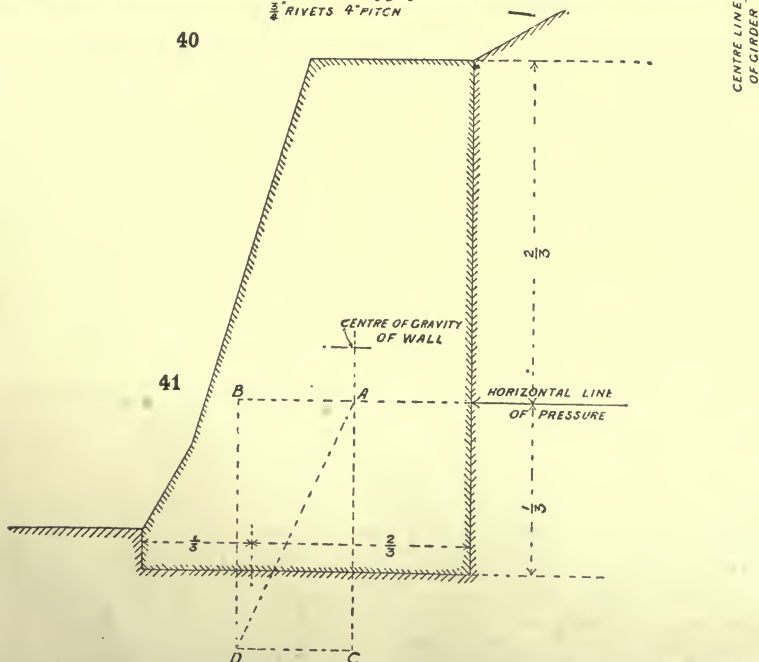 3/4" RIVETS 4" PITCH
40
CENTRE LINE
OF GIRDER
2/3
CENTRE OF GRAVITY
OF WALL
41
B
A
HORIZONTAL LINE
OF PRESSURE
1/3
1/3
2/3
D
C